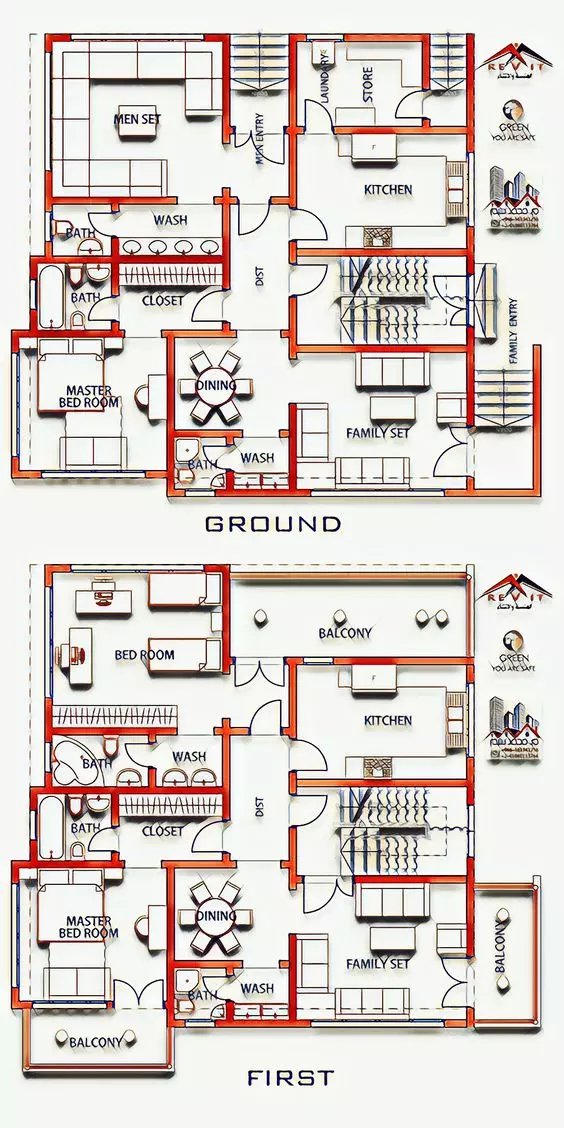 REVIT
GREEN
YOU ARE SAFE
MEN SET
MEN ENTRY
LAUNDARY
STORE
KITCHEN
F
WASH
BATH
DIST
BATH
CLOSET
FAMILY ENTRY
MASTER
BED ROOM
DINING
FAMILY SET
BATH
WASH
GROUND
REVIT
GREEN
YOU ARE SAFE
BED ROOM
BALCONY
KITCHEN
F
BATH
WASH
DIST
BATH
CLOSET
MASTER
BED ROOM
DINING
FAMILY SET
BALCONY
BATH
WASH
BALCONY
FIRST